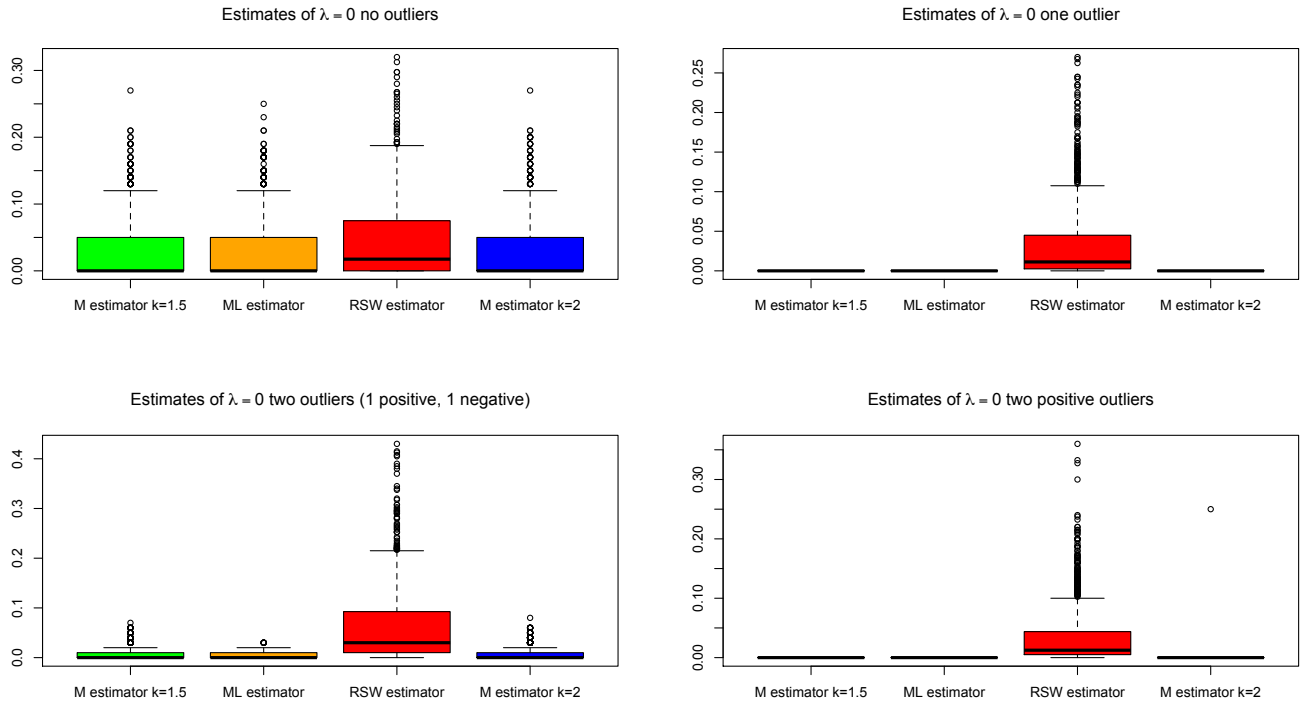 Estimates of λ = 0 no outliers
0.00 0.10 0.20 0.30
M estimator k=1.5 ML estimator RSW estimator M estimator k=2
Estimates of λ = 0 one outlier
0.00 0.05 0.10 0.15 0.20 0.25
M estimator k=1.5 ML estimator RSW estimator M estimator k=2
Estimates of λ = 0 two outliers (1 positive, 1 negative)
0.0 0.1 0.2 0.3 0.4
M estimator k=1.5 ML estimator RSW estimator M estimator k=2
Estimates of λ = 0 two positive outliers
0.00 0.10 0.20 0.30
M estimator k=1.5 ML estimator RSW estimator M estimator k=2